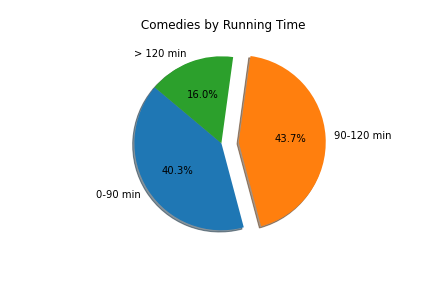 Comedies by Running Time
> 120 min
16.0%
90-120 min
43.7%
40.3%
0-90 min